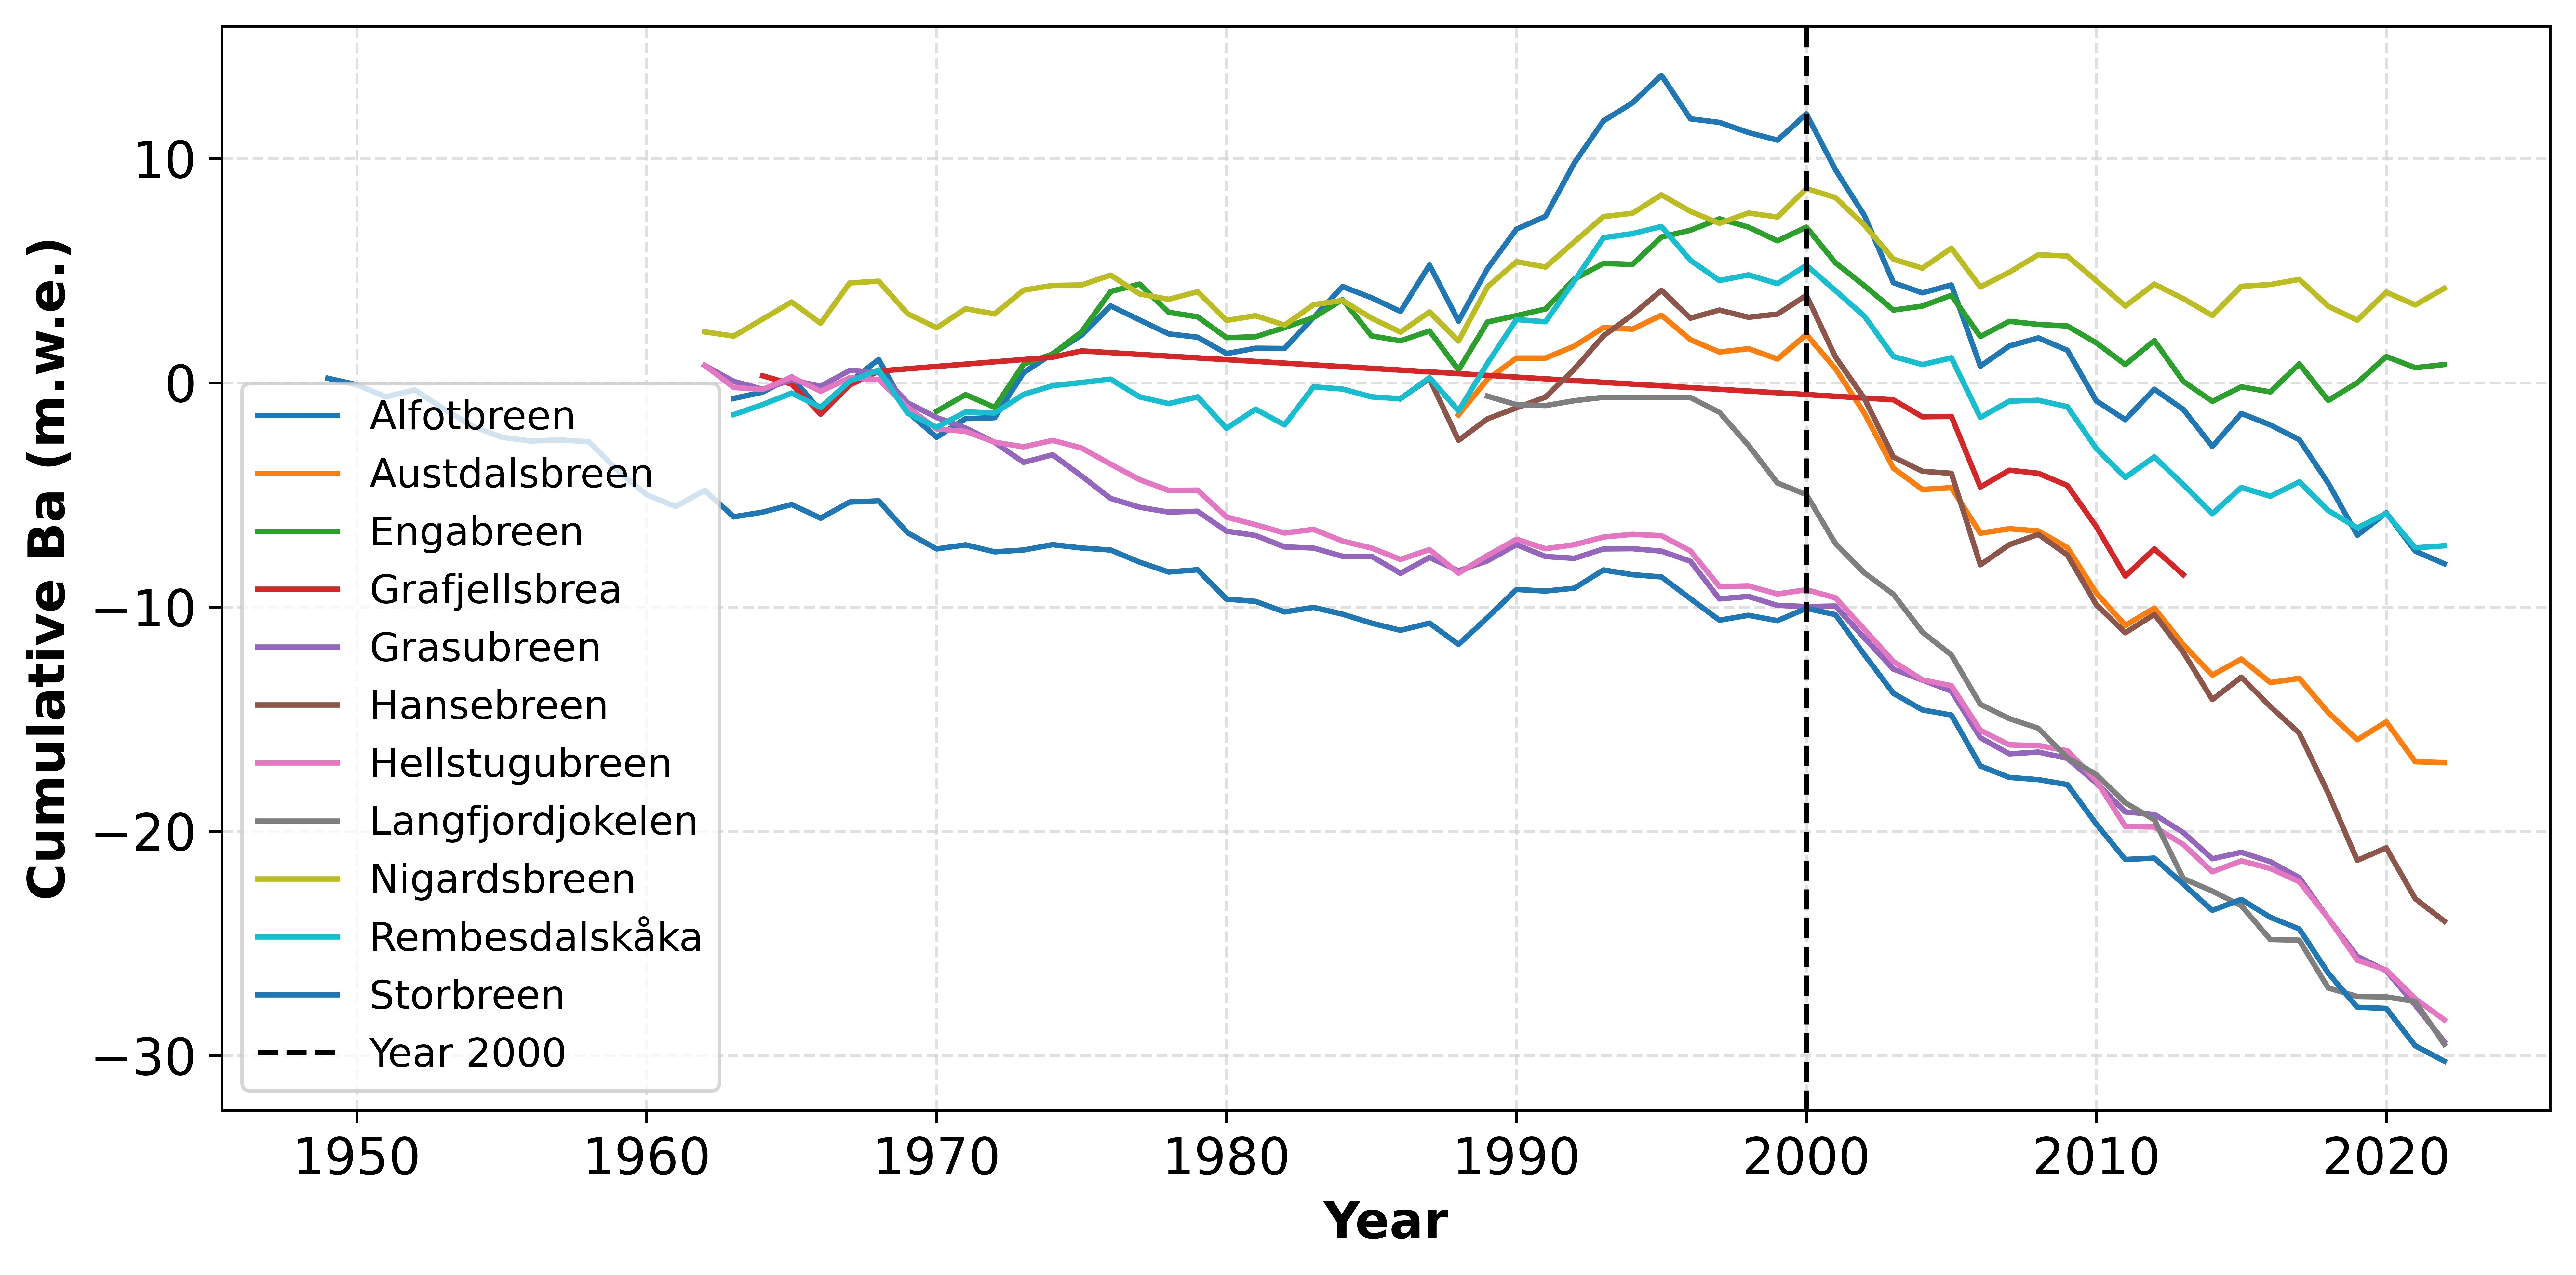 Cumulative Ba (m.w.e.)
10
0
−10
−20
−30
Alfotbreen
Austdalsbreen
Engabreen
Grafjellsbrea
Grasubreen
Hansebreen
Hellstugubreen
Langfjordjokelen
Nigardsbreen
Rembesdalskåka
Storbreen
Year 2000
1950 1960 1970 1980 1990 2000 2010 2020
Year